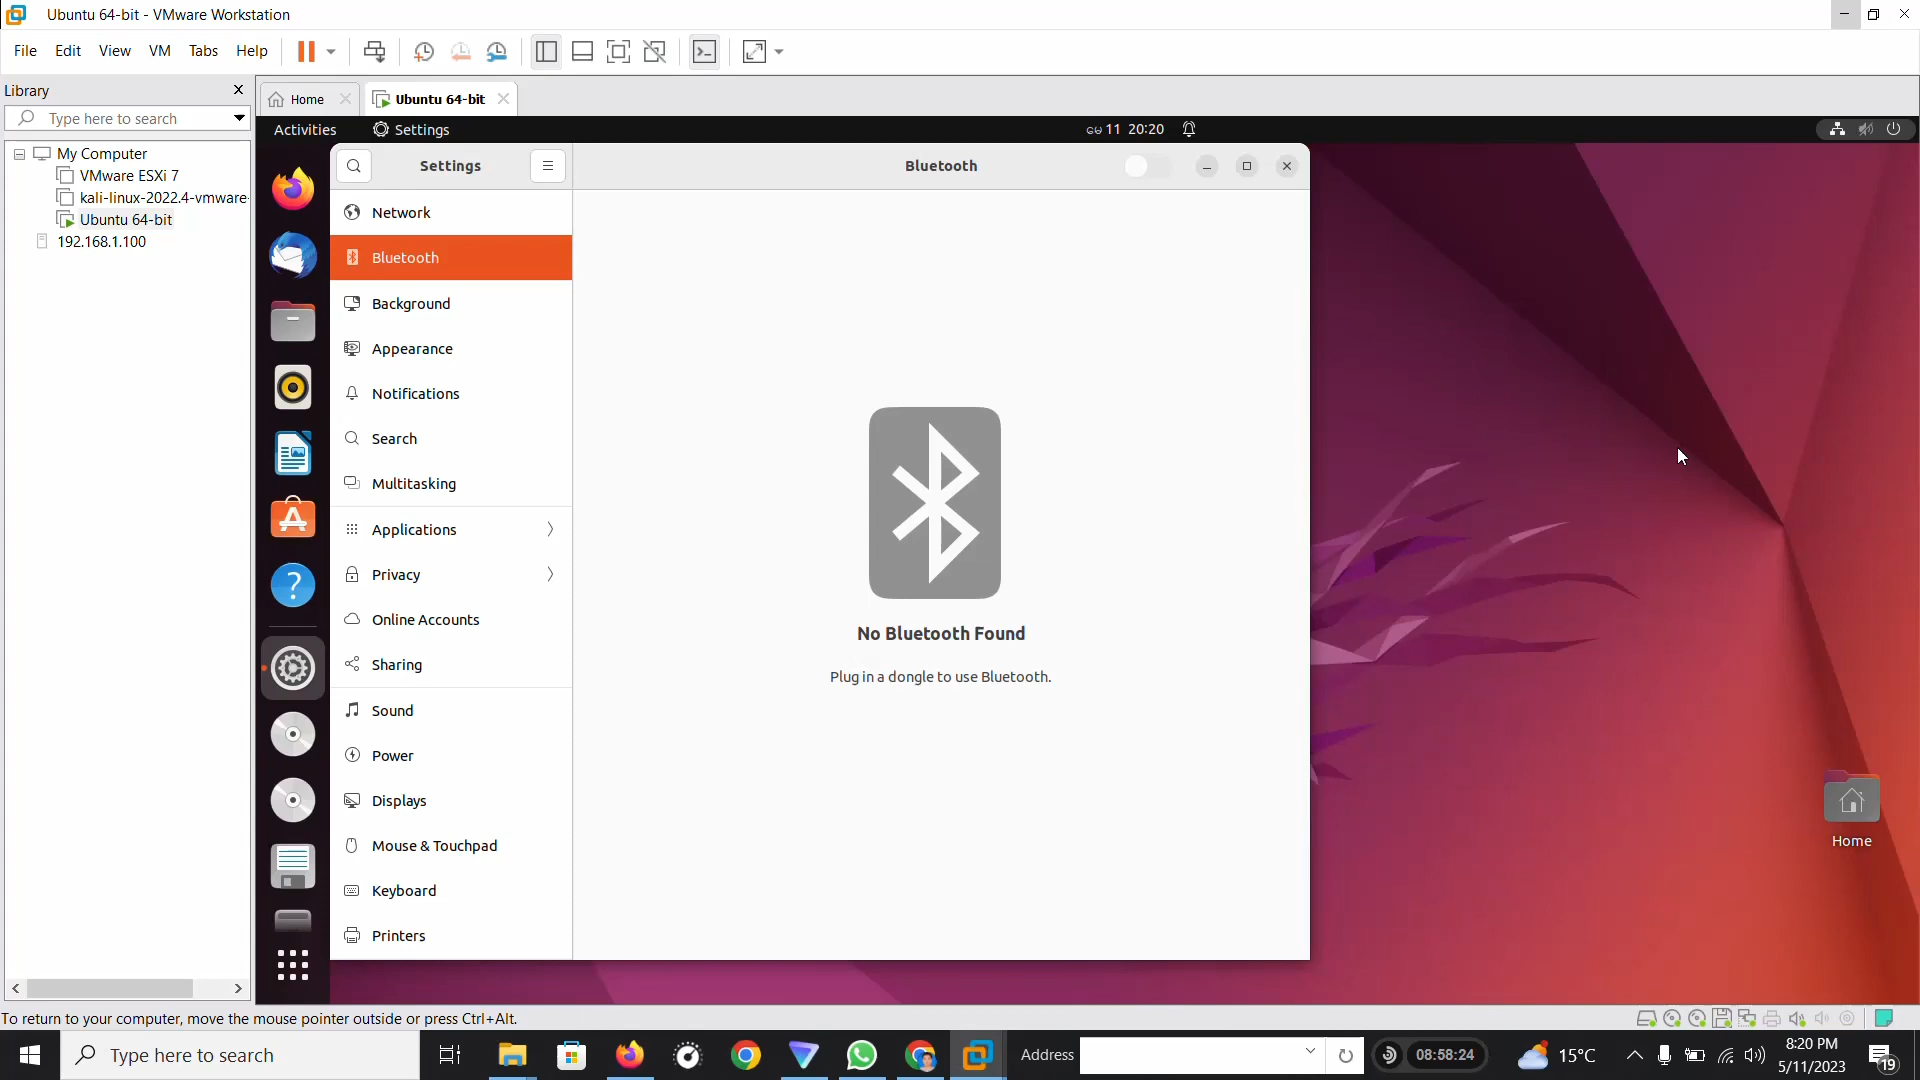 Ubuntu 64-bit - VMware Workstation
File Edit View VM Tabs Help
Library
Type here to search
My Computer
VMware ESXi 7
kali-linux-2022.4-vmware-
Ubuntu 64-bit
192.168.1.100
Home
Ubuntu 64-bit
Activities
Settings
ဝမေ 11 20:20
Settings
Bluetooth
Network
Bluetooth
Background
Appearance
Notifications
Search
Multitasking
Applications
Privacy
Online Accounts
Sharing
Sound
Power
Displays
Mouse & Touchpad
Keyboard
Printers
No Bluetooth Found
Plug in a dongle to use Bluetooth.
Home
To return to your computer, move the mouse pointer outside or press Ctrl+Alt.
Type here to search
Address
08:58:24
15°C
8:20 PM
5/11/2023
19